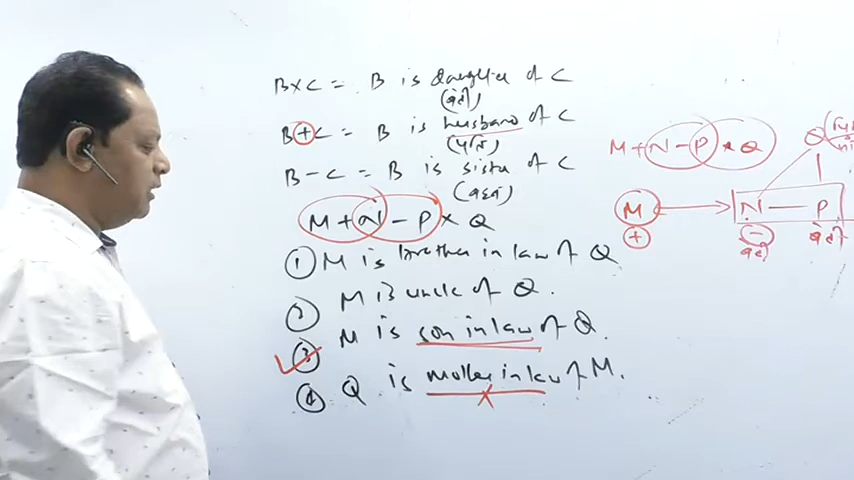 B×C = B is daughter of C
(बेटी)
B+C = B is husband of C
(पति)
B-C = B is sister of C
(बहन)
M+N-P×Q
① M is brother in law of Q
② M is uncle of Q.
③ M is son in law of Q.
④ Q is mother in law of M.
M+N-P×Q
Q
M N — P
+ - बेटी
बेटी